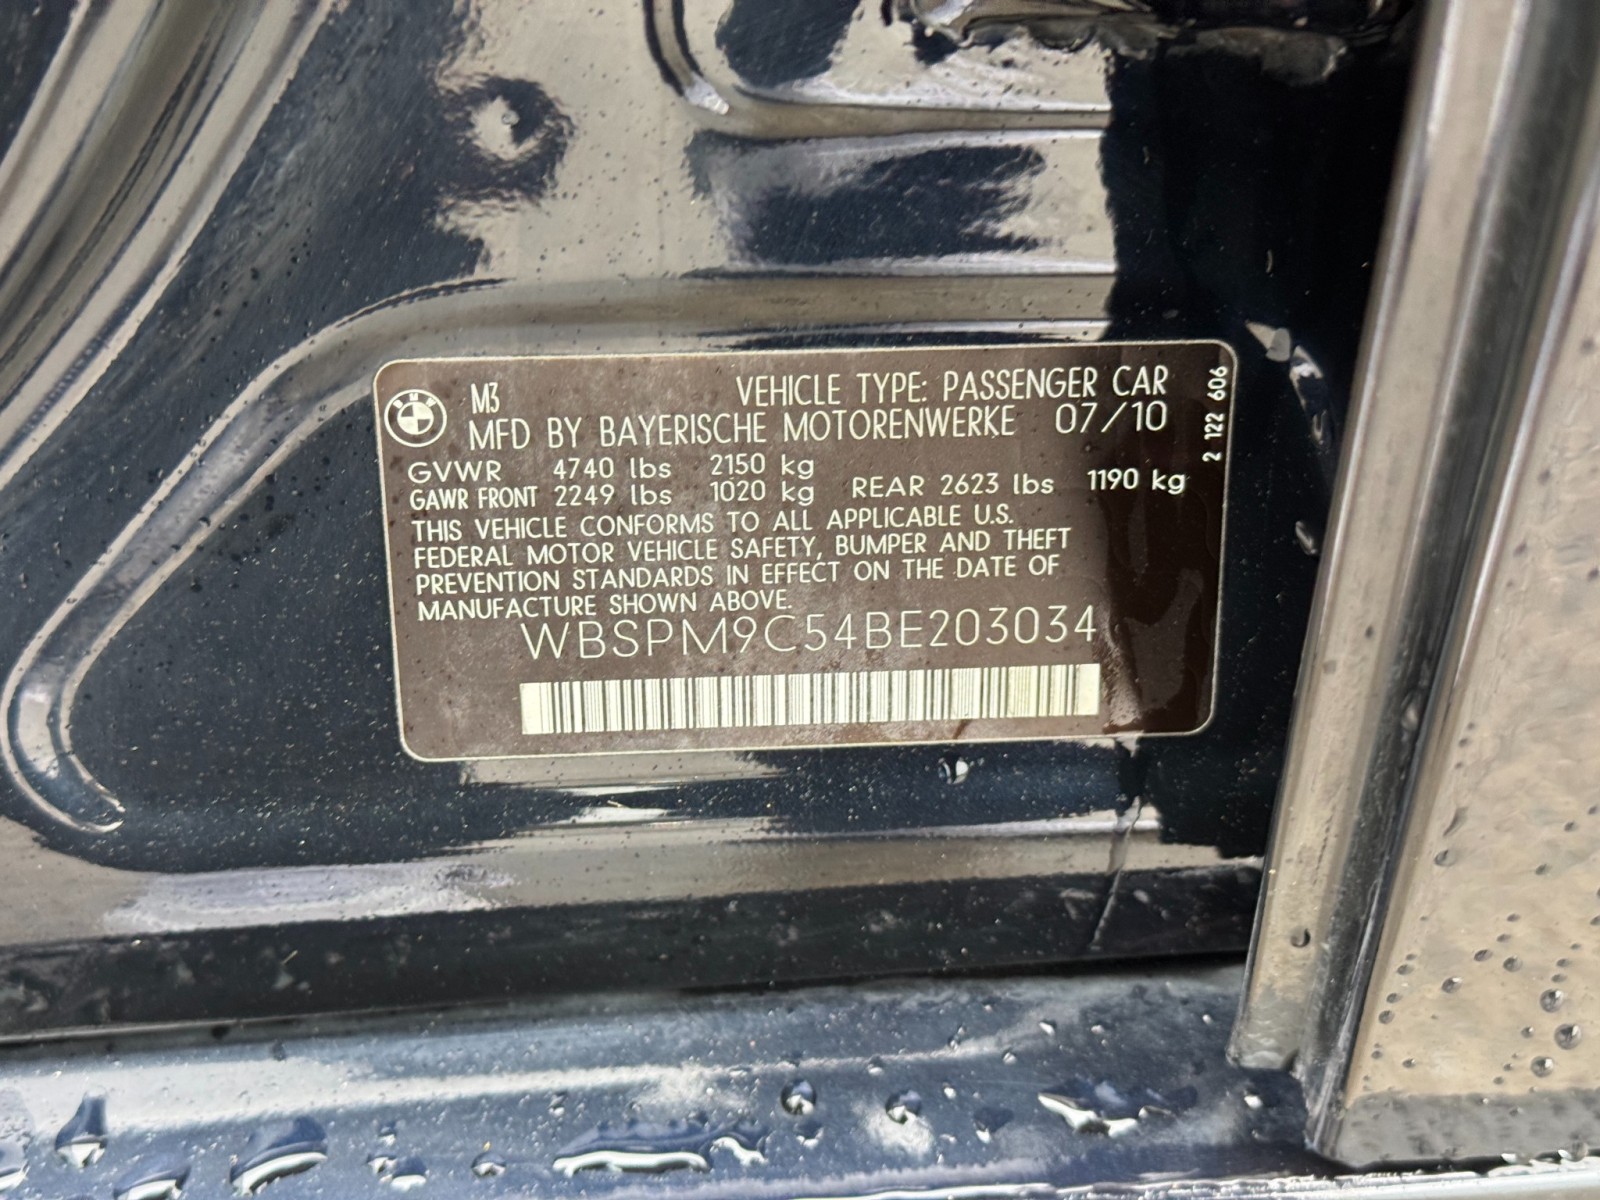 BMW
M3 VEHICLE TYPE: PASSENGER CAR
MFD BY BAYERISCHE MOTORENWERKE 07/10
GVWR 4740 lbs 2150 kg
GAWR FRONT 2249 lbs 1020 kg REAR 2623 lbs 1190 kg
THIS VEHICLE CONFORMS TO ALL APPLICABLE U.S.
FEDERAL MOTOR VEHICLE SAFETY, BUMPER AND THEFT
PREVENTION STANDARDS IN EFFECT ON THE DATE OF
MANUFACTURE SHOWN ABOVE.
WBSPM9C54BE203034
2 122 606